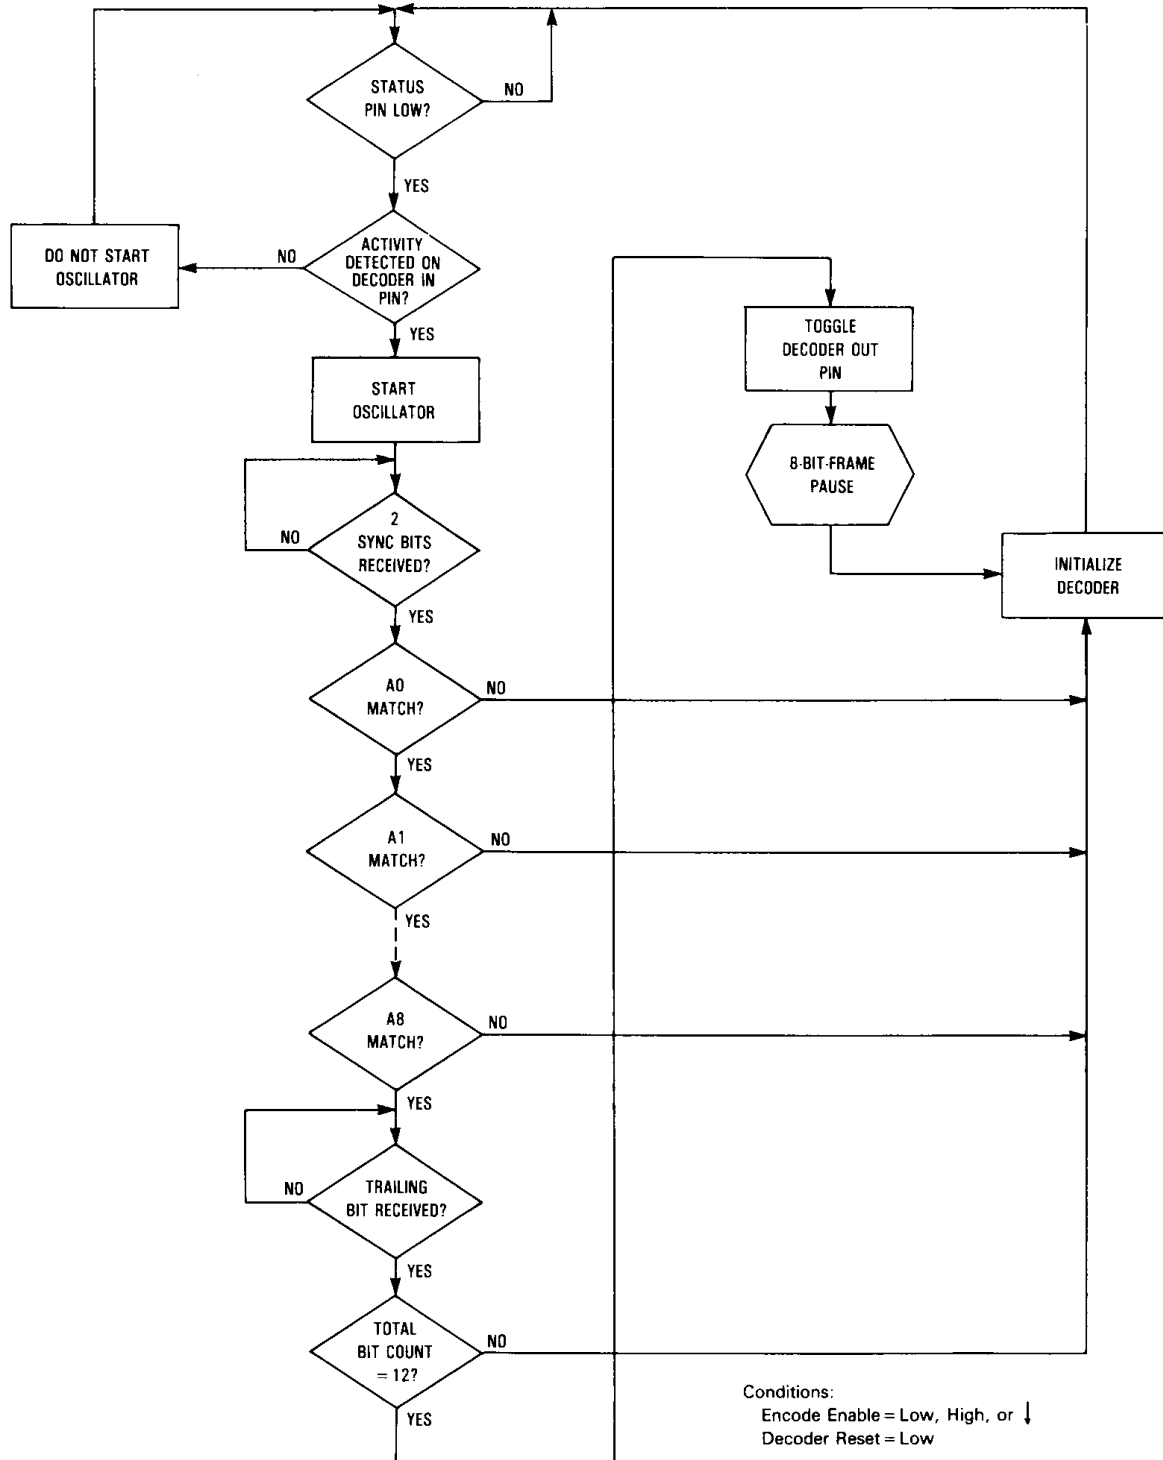 STATUS
PIN LOW?
NO
YES
DO NOT START
OSCILLATOR
NO
ACTIVITY
DETECTED ON
DECODER IN
PIN?
YES
START
OSCILLATOR
2
SYNC BITS
RECEIVED?
NO
YES
A0
MATCH?
NO
YES
A1
MATCH?
NO
YES
A8
MATCH?
NO
YES
TRAILING
BIT RECEIVED?
NO
YES
TOTAL
BIT COUNT
= 12?
NO
YES
TOGGLE
DECODER OUT
PIN
8-BIT-FRAME
PAUSE
INITIALIZE
DECODER
Conditions:
Encode Enable = Low, High, or ↓
Decoder Reset = Low